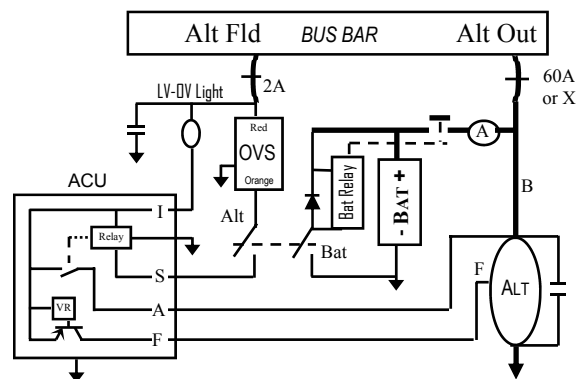 Alt Fld BUS BAR Alt Out
2A
60A
or X
LV-OV Light
Red
OVS
Orange
A
Bat Relay
- BAT +
B
ACU
Alt
Bat
I
Relay
S
F
ALT
A
VR
F